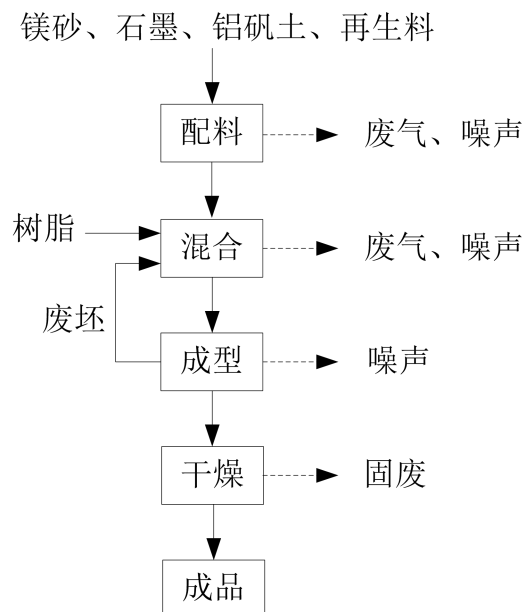 镁砂、石墨、铝矾土、再生料
配料
废气、噪声
树脂
混合
废气、噪声
废坯
成型
噪声
干燥
固废
成品